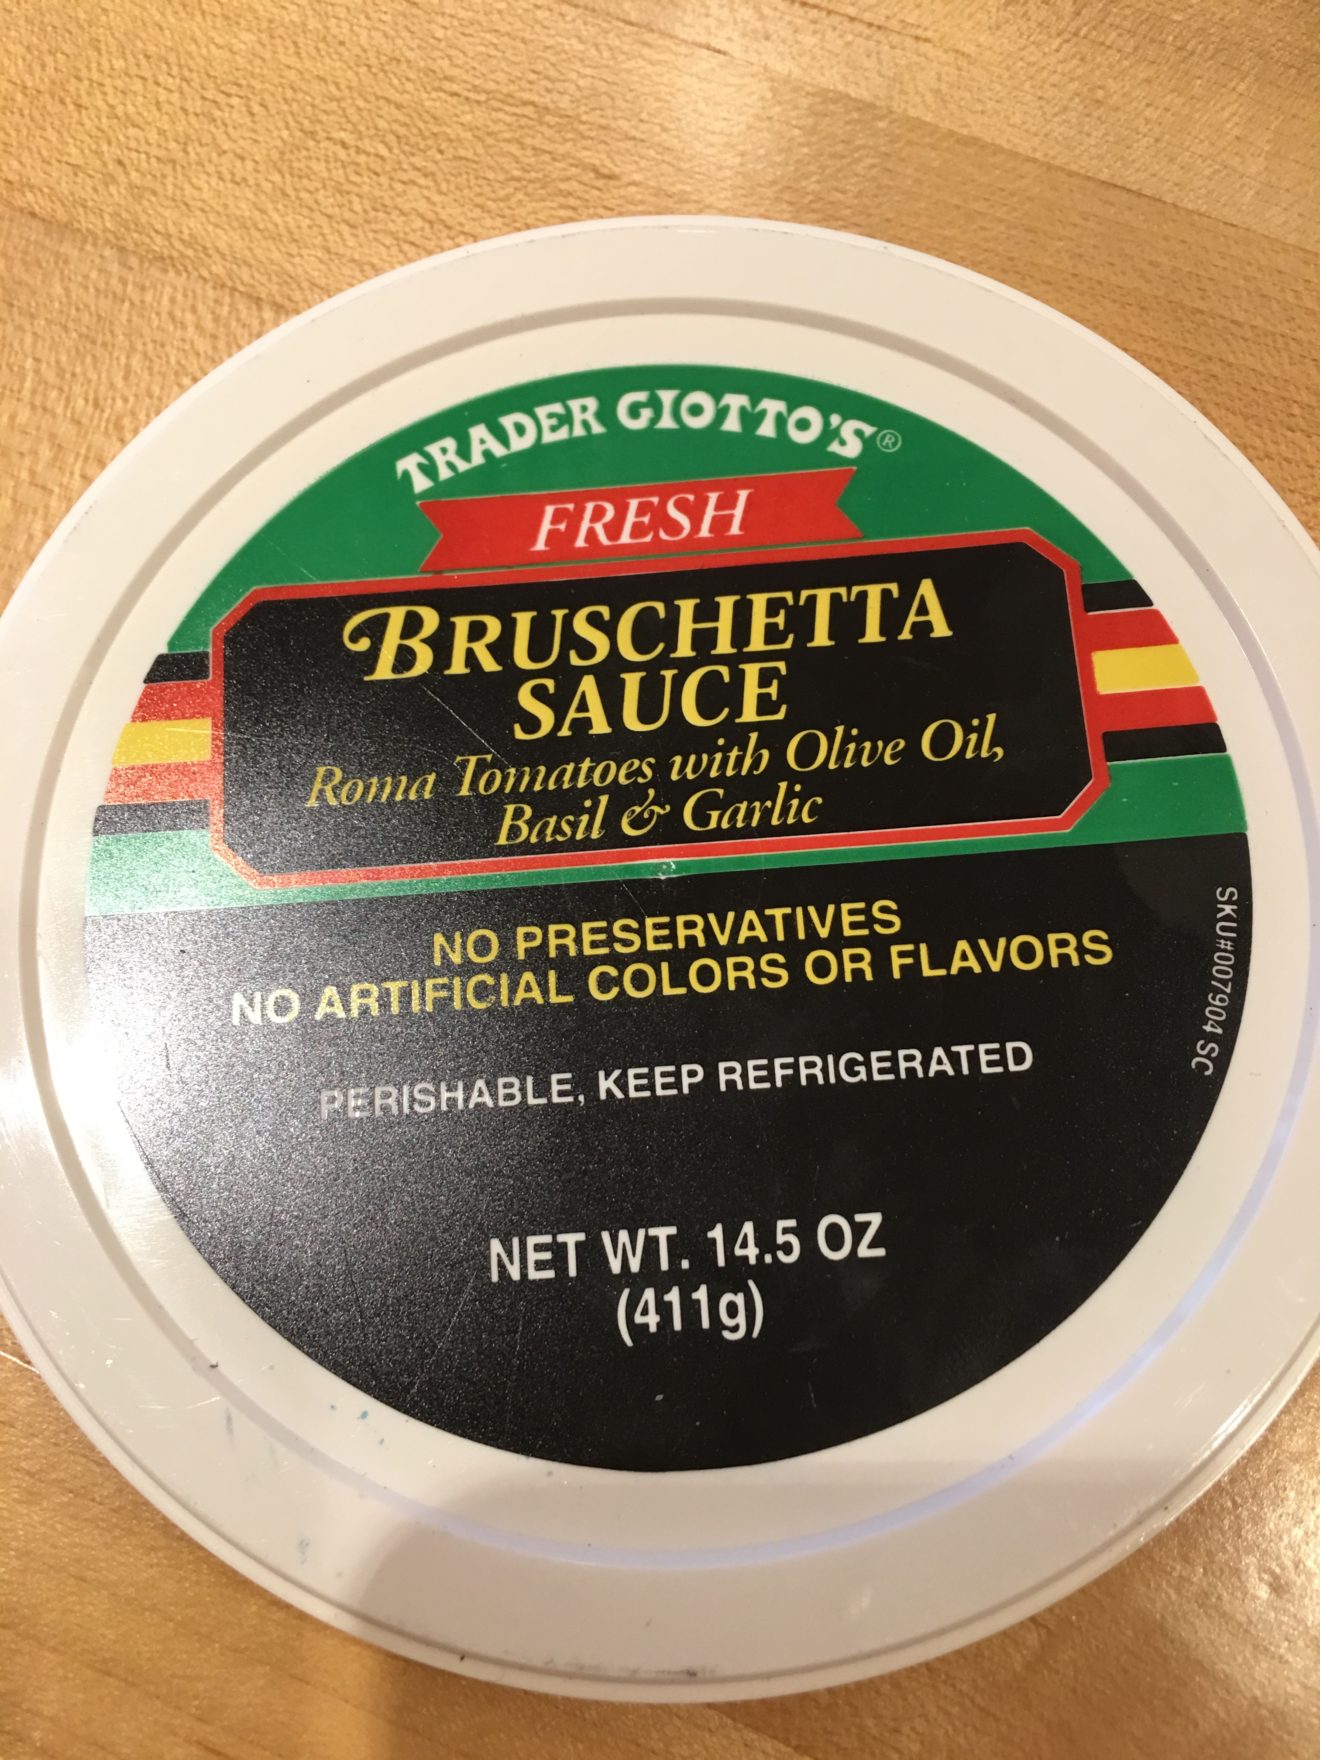 TRADER GIOTTO'S®
FRESH
BRUSCHETTA
SAUCE
Roma Tomatoes with Olive Oil,
Basil & Garlic
NO PRESERVATIVES
NO ARTIFICIAL COLORS OR FLAVORS
PERISHABLE, KEEP REFRIGERATED
NET WT. 14.5 OZ
(411g)
SKU#007904 SC